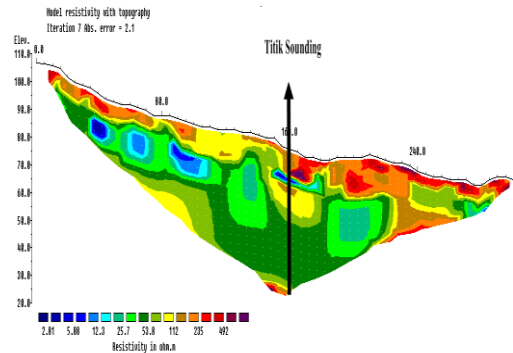 Model resistivity with topography
Iteration 7 Abs. error = 2.1
Elev.
0.0
Titik Sounding
110.0
100.0
90.0
80.0
70.0
60.0
50.0
40.0
30.0
20.0
80.0
160.0
240.0
2.81 5.88 12.3 25.7 53.8 112 235 492
Resistivity in ohm.m